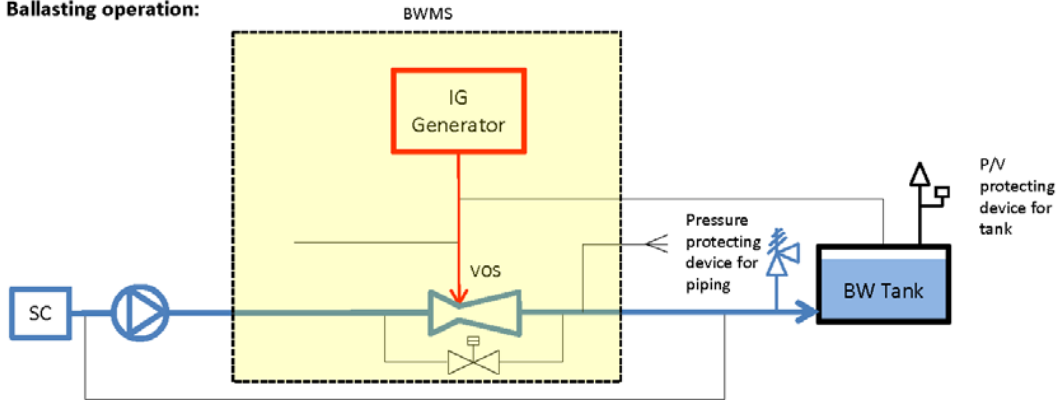 Ballasting operation:
BWMS
IG
Generator
P/V
protecting
device for
tank
Pressure
protecting
device for
piping
VOS
SC
BW Tank